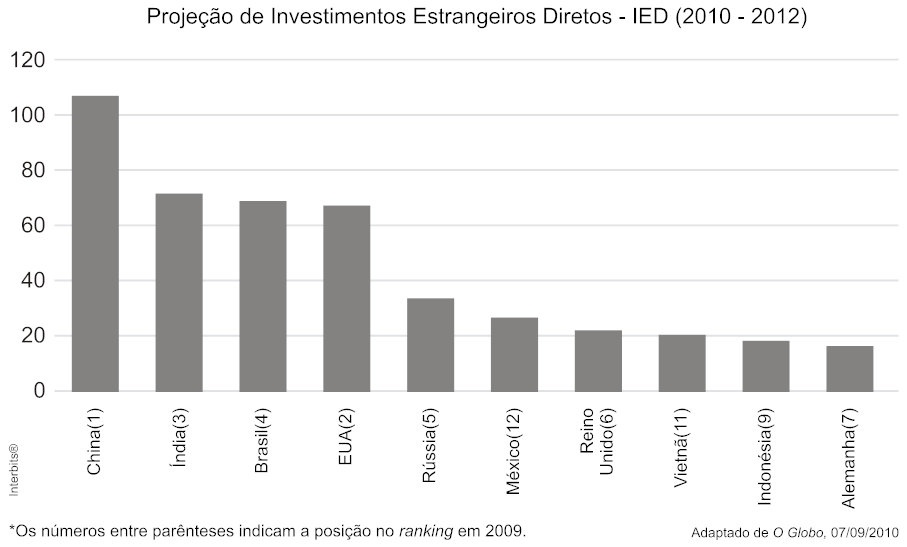 Projeção de Investimentos Estrangeiros Diretos - IED (2010 - 2012)
120
100
80
60
40
20
0
China(1)
Índia(3)
Brasil(4)
EUA(2)
Rússia(5)
México(12)
Reino
Unido(6)
Vietnã(11)
Indonésia(9)
Alemanha(7)
Interbits®
*Os números entre parênteses indicam a posição no ranking em 2009.
Adaptado de O Globo, 07/09/2010